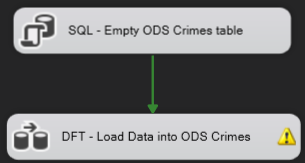 SQL - Empty ODS Crimes table
DFT - Load Data into ODS Crimes